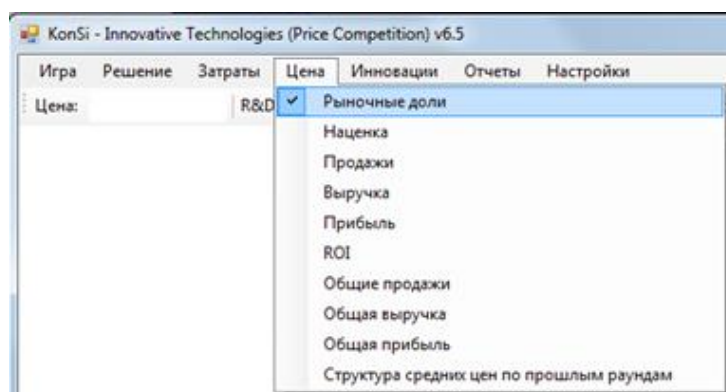 KonSi - Innovative Technologies (Price Competition) v6.5
Игра Решение Затраты Цена Инновации Отчеты Настройки
Цена: R&D
Рыночные доли
Наценка
Продажи
Выручка
Прибыль
ROI
Общие продажи
Общая выручка
Общая прибыль
Структура средних цен по прошлым раундам